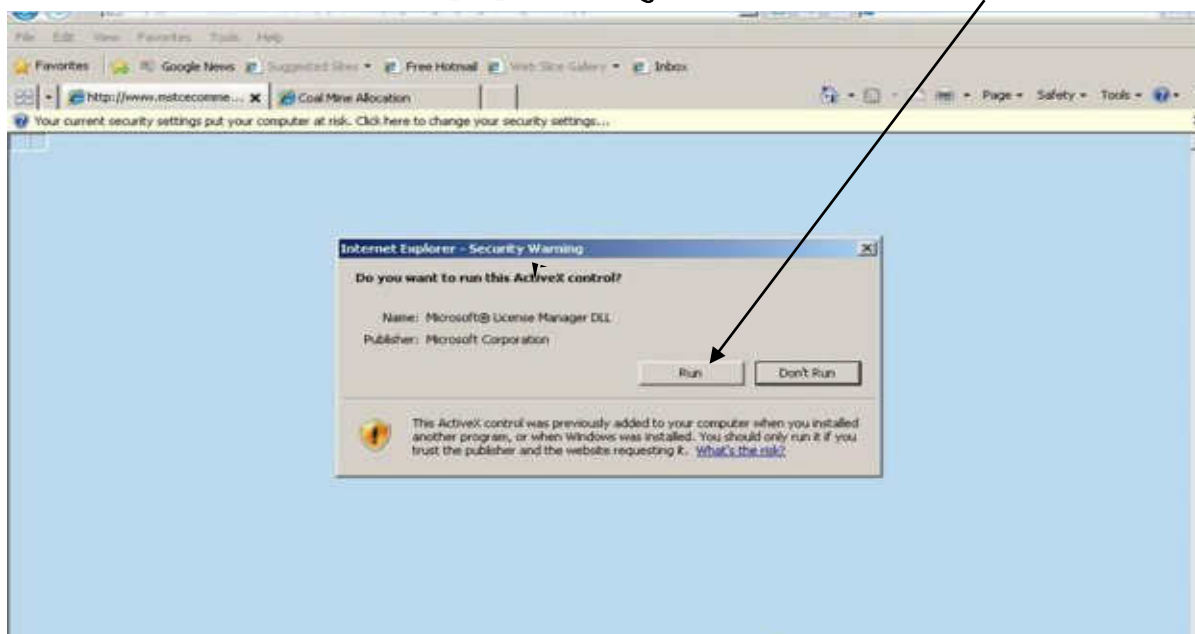 File Edit View Favorites Tools Help
Favorites Google News Suggested Sites Free Hotmail Web Slice Gallery Inbox
http://www.mstcecomme... Coal Mine Allocation Page Safety Tools
Your current security settings put your computer at risk. Click here to change your security settings...
Internet Explorer - Security Warning
Do you want to run this ActiveX control?
Name: Microsoft® License Manager DLL
Publisher: Microsoft Corporation
Run Don't Run
This ActiveX control was previously added to your computer when you installed
another program, or when Windows was installed. You should only run it if you
trust the publisher and the website requesting it. What's the risk?